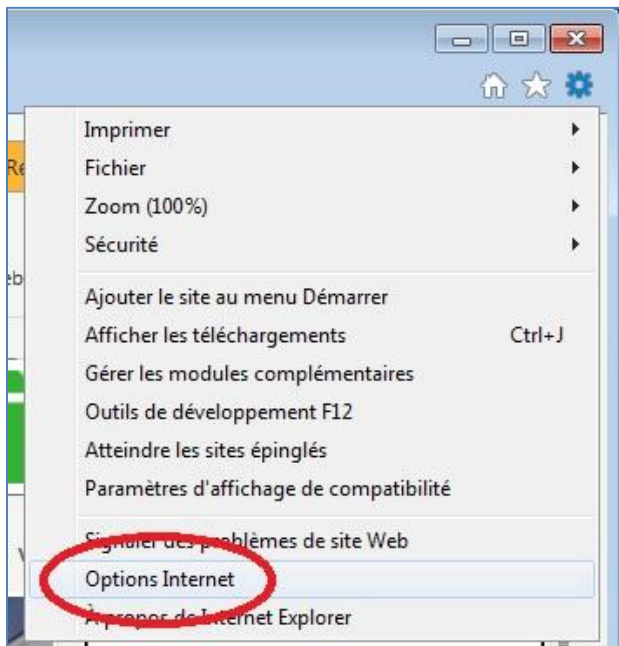 Re
Imprimer
Fichier
Zoom (100%)
Sécurité
eb
Ajouter le site au menu Démarrer
Afficher les téléchargements Ctrl+J
Gérer les modules complémentaires
Outils de développement F12
Atteindre les sites épinglés
Paramètres d'affichage de compatibilité
Signaler des problèmes de site Web
Options Internet
À propos de Internet Explorer